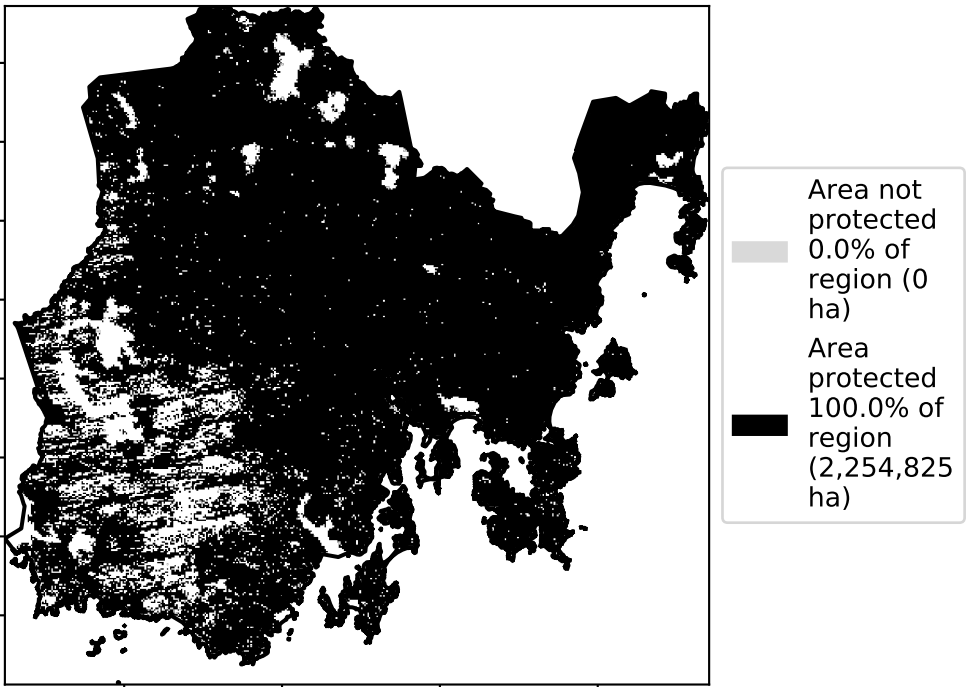 Area not
protected
0.0% of
region (0
ha)
Area
protected
100.0% of
region
(2,254,825
ha)